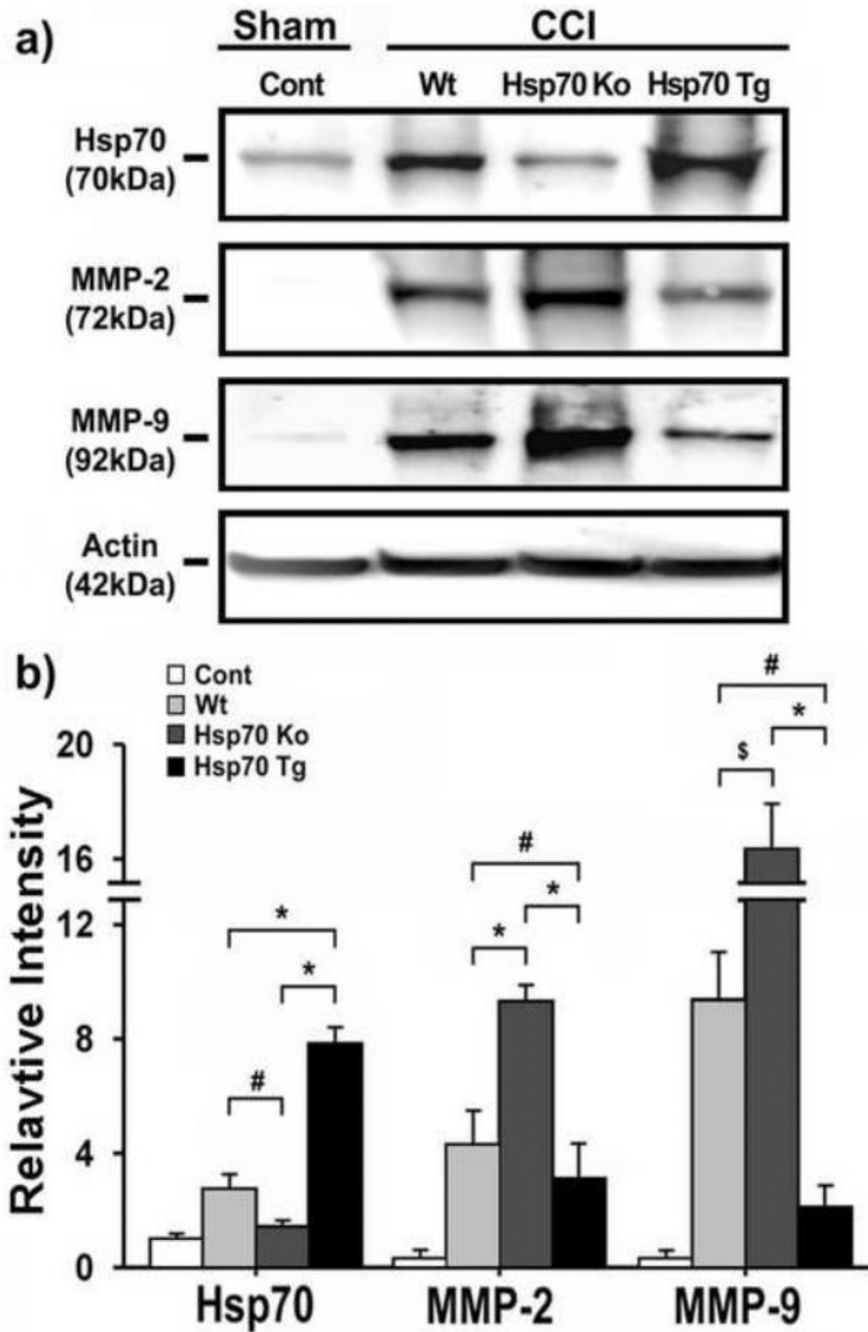 a)
Sham CCI
Cont Wt Hsp70 Ko Hsp70 Tg
Hsp70
(70kDa)
MMP-2
(72kDa)
MMP-9
(92kDa)
Actin
(42kDa)
b)
Cont
Wt
Hsp70 Ko
Hsp70 Tg
Relavtive Intensity
20
16
12
8
4
0
#
*
*
#
*
*
$
*
#
Hsp70 MMP-2 MMP-9